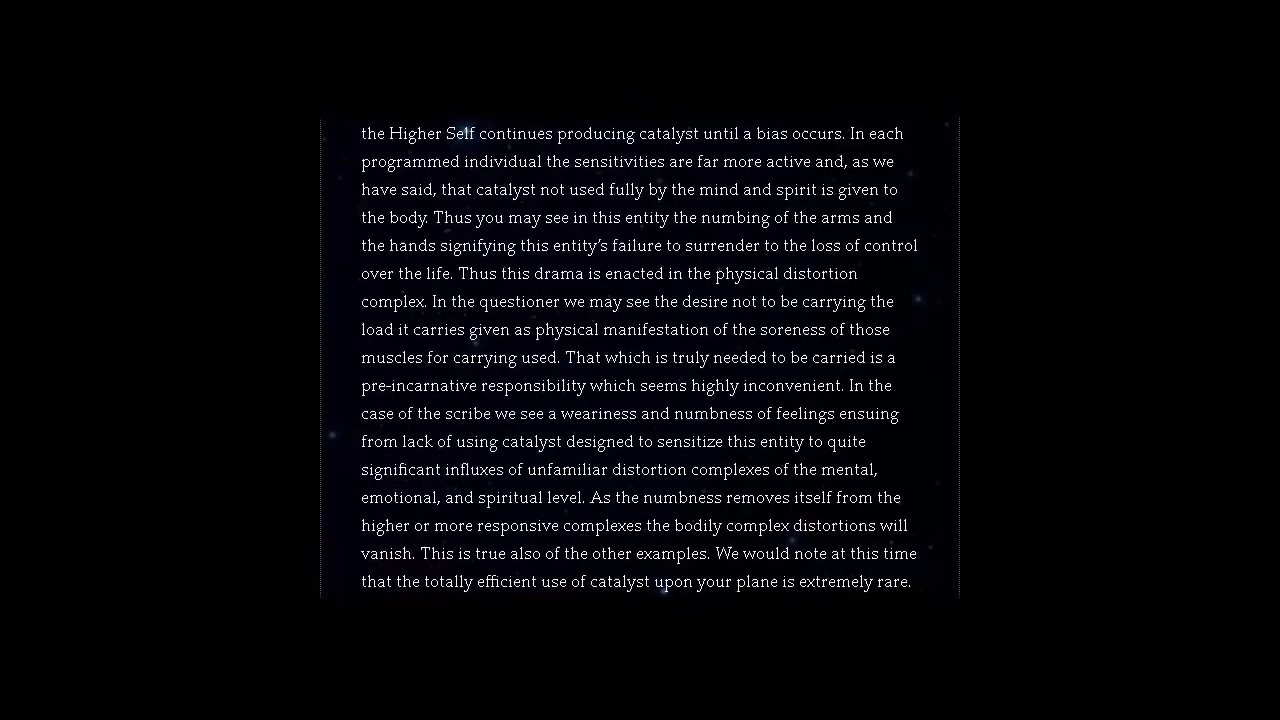 the Higher Self continues producing catalyst until a bias occurs. In each
programmed individual the sensitivities are far more active and, as we
have said, that catalyst not used fully by the mind and spirit is given to
the body. Thus you may see in this entity the numbing of the arms and
the hands signifying this entity's failure to surrender to the loss of control
over the life. Thus this drama is enacted in the physical distortion
complex. In the questioner we may see the desire not to be carrying the
load it carries given as physical manifestation of the soreness of those
muscles for carrying used. That which is truly needed to be carried is a
pre-incarnative responsibility which seems highly inconvenient. In the
case of the scribe we see a weariness and numbness of feelings ensuing
from lack of using catalyst designed to sensitize this entity to quite
significant influxes of unfamiliar distortion complexes of the mental,
emotional, and spiritual level. As the numbness removes itself from the
higher or more responsive complexes the bodily complex distortions will
vanish. This is true also of the other examples. We would note at this time
that the totally efficient use of catalyst upon your plane is extremely rare.